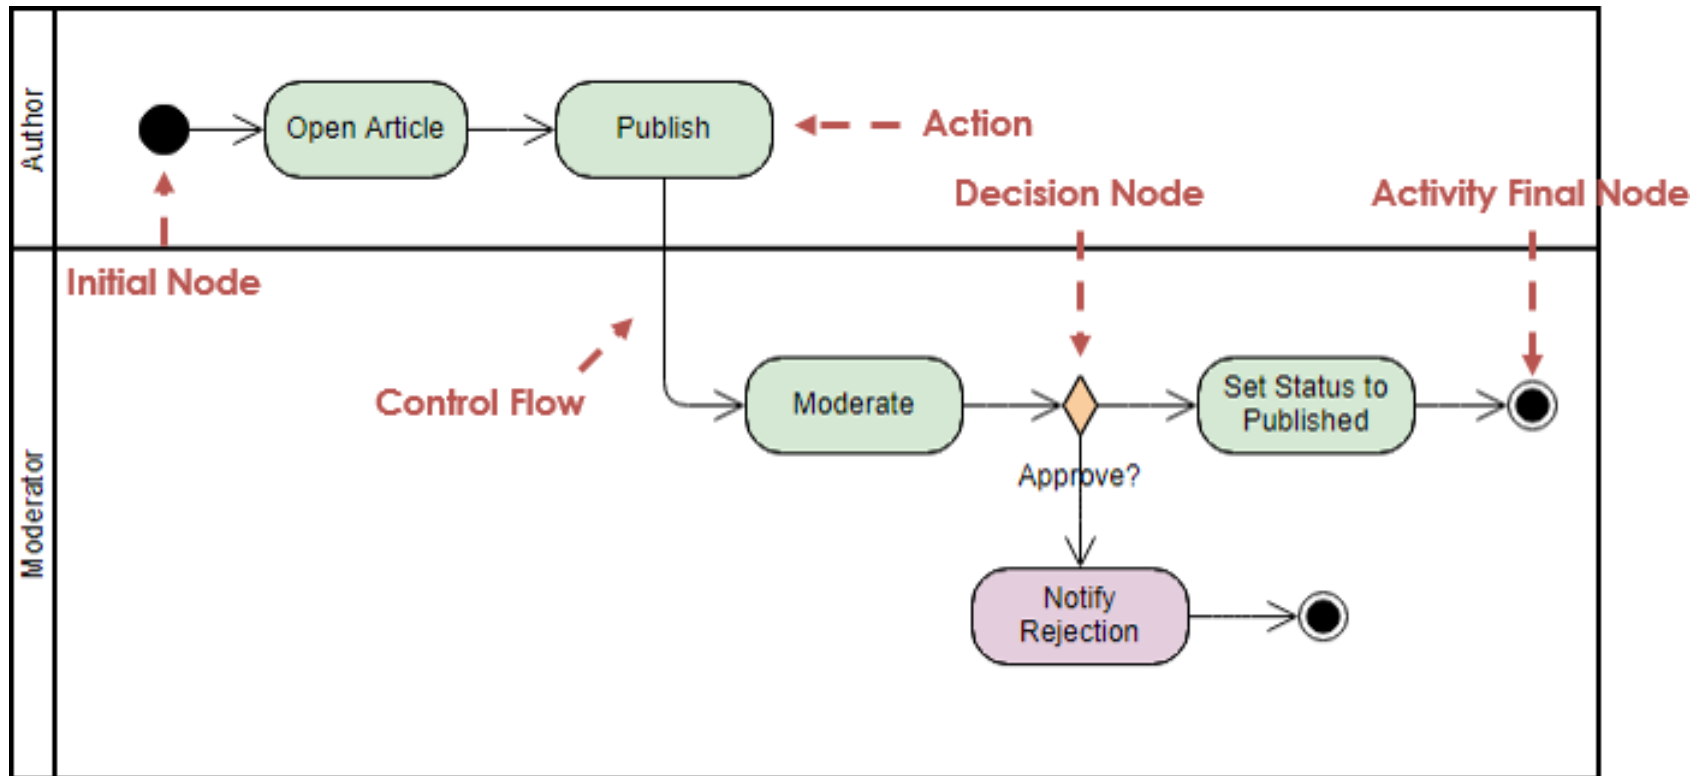 Author
Open Article
Publish
Action
Decision Node
Activity Final Node
Initial Node
Control Flow
Moderator
Moderate
Set Status to
Published
Approve?
Notify
Rejection